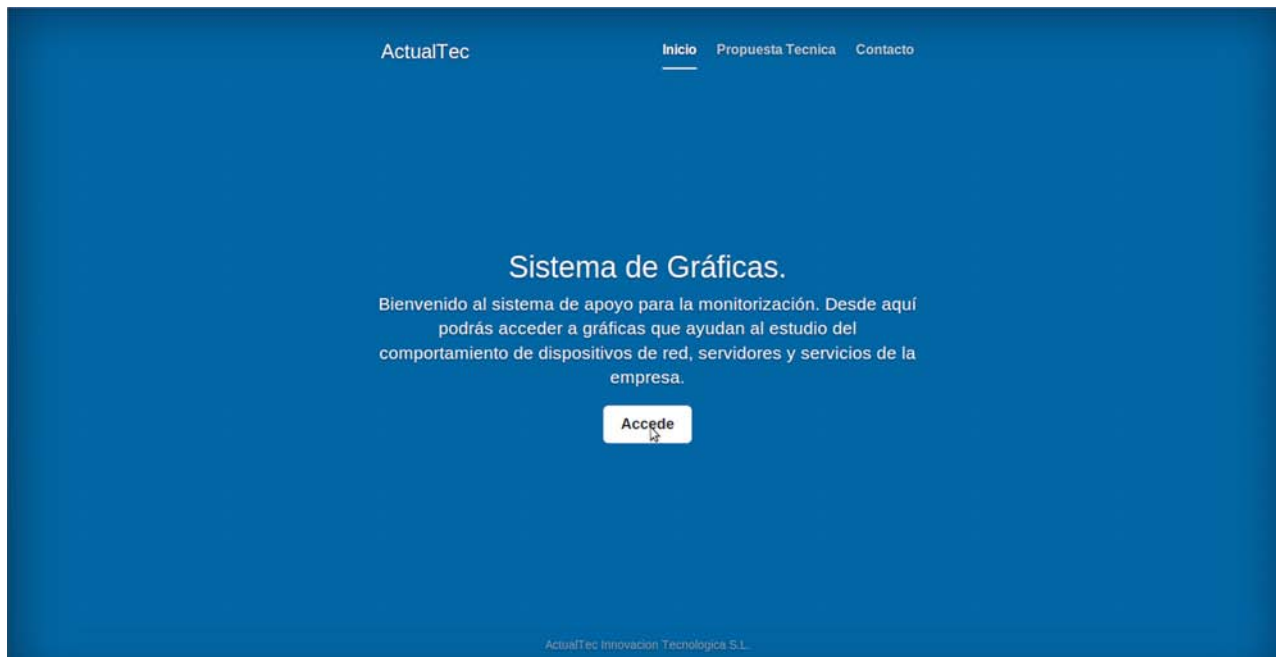 ActualTec
Inicio Propuesta Tecnica Contacto
Sistema de Gráficas.
Bienvenido al sistema de apoyo para la monitorización. Desde aquí
podrás acceder a gráficas que ayudan al estudio del
comportamiento de dispositivos de red, servidores y servicios de la
empresa.
Accede
ActualTec Innovacion Tecnologica S.L.